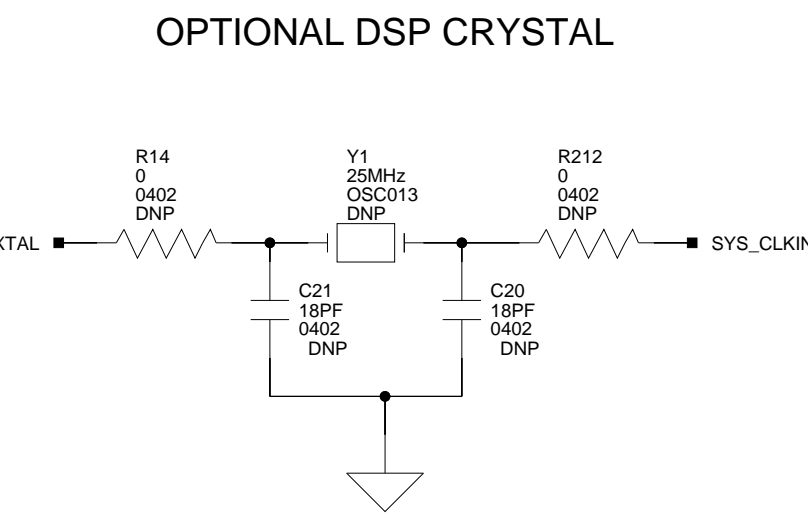 OPTIONAL DSP CRYSTAL
R14
0
0402
DNP
Y1
25MHz
OSC013
DNP
R212
0
0402
DNP
XTAL
SYS_CLKIN
C21
18PF
0402
DNP
C20
18PF
0402
DNP